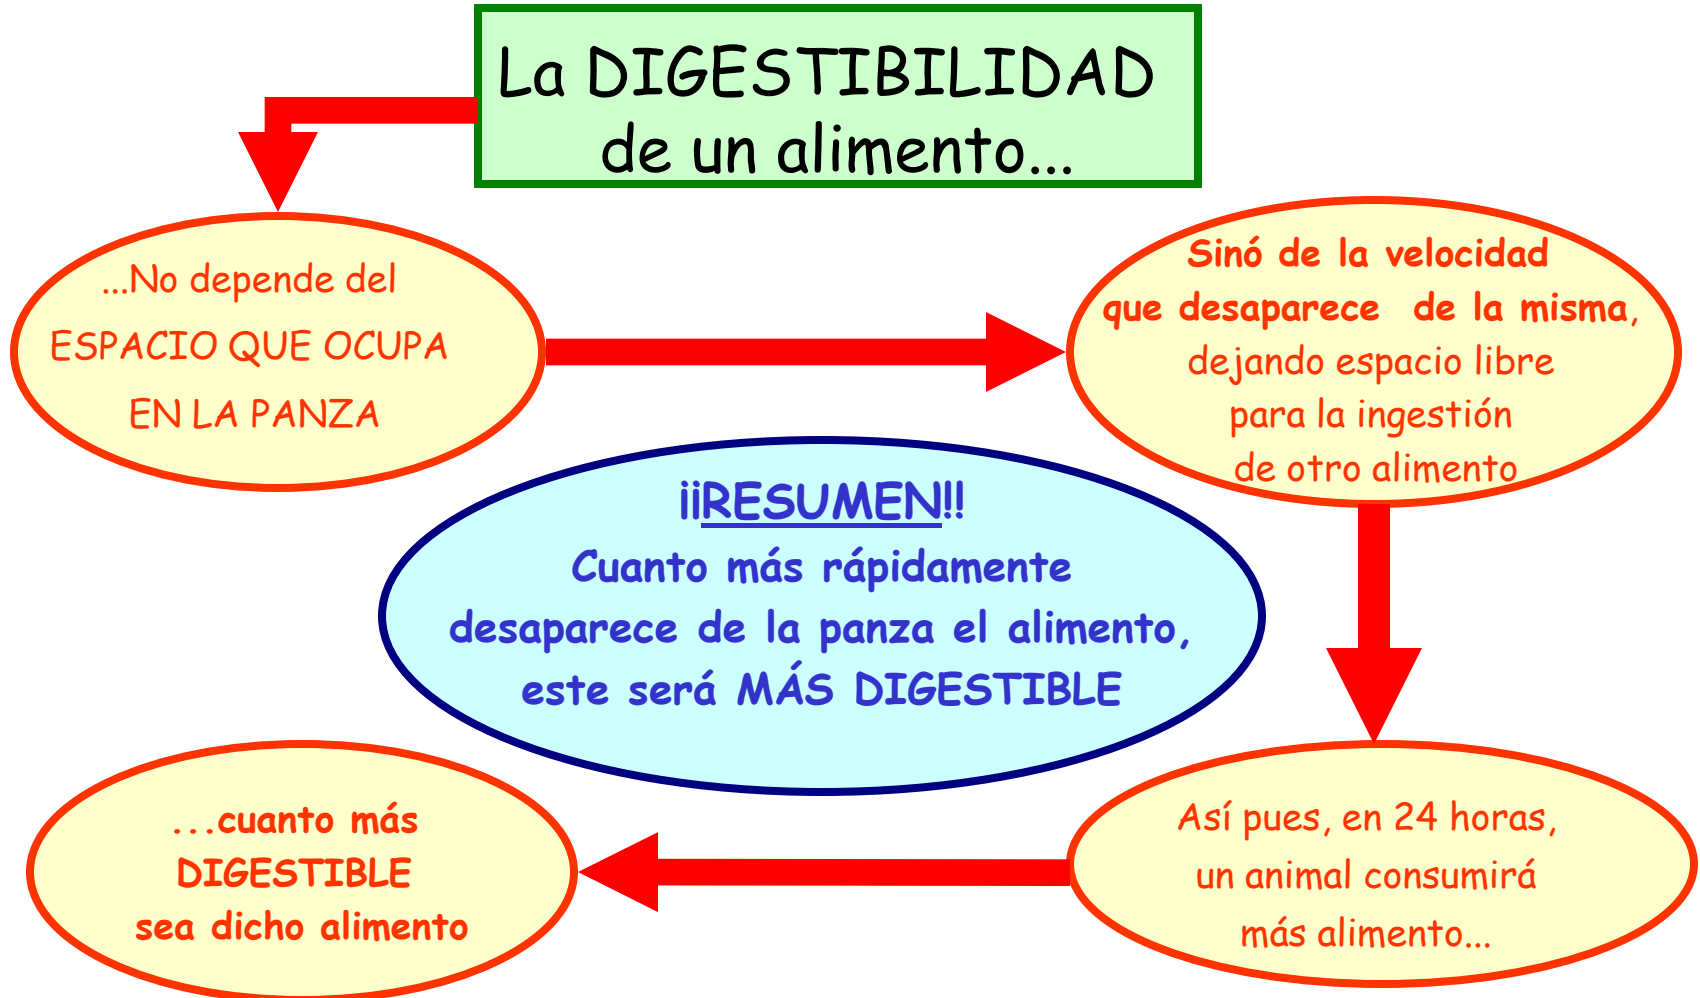 La DIGESTIBILIDAD
de un alimento...
...No depende del
ESPACIO QUE OCUPA
EN LA PANZA
Sinó de la velocidad
que desaparece de la misma,
dejando espacio libre
para la ingestión
de otro alimento
¡¡RESUMEN!!
Cuanto más rápidamente
desaparece de la panza el alimento,
este será MÁS DIGESTIBLE
Así pues, en 24 horas,
un animal consumirá
más alimento...
...cuanto más
DIGESTIBLE
sea dicho alimento